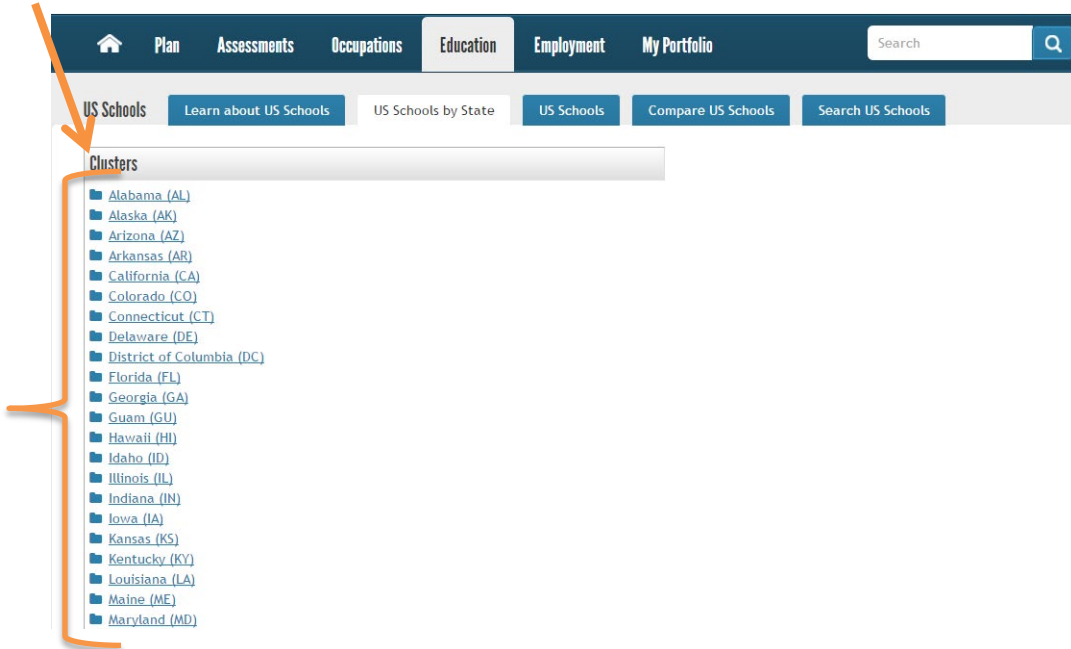 Plan Assessments Occupations Education Employment My Portfolio Search
US Schools Learn about US Schools US Schools by State US Schools Compare US Schools Search US Schools
Clusters
Alabama (AL)
Alaska (AK)
Arizona (AZ)
Arkansas (AR)
California (CA)
Colorado (CO)
Connecticut (CT)
Delaware (DE)
District of Columbia (DC)
Florida (FL)
Georgia (GA)
Guam (GU)
Hawaii (HI)
Idaho (ID)
Illinois (IL)
Indiana (IN)
Iowa (IA)
Kansas (KS)
Kentucky (KY)
Louisiana (LA)
Maine (ME)
Maryland (MD)